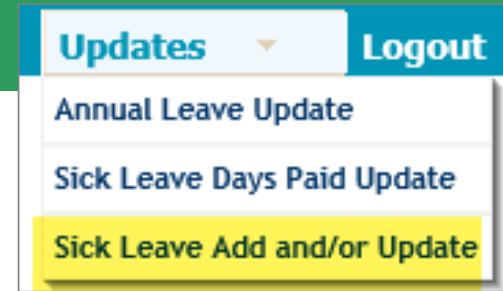 Updates Logout
Annual Leave Update
Sick Leave Days Paid Update
Sick Leave Add and/or Update